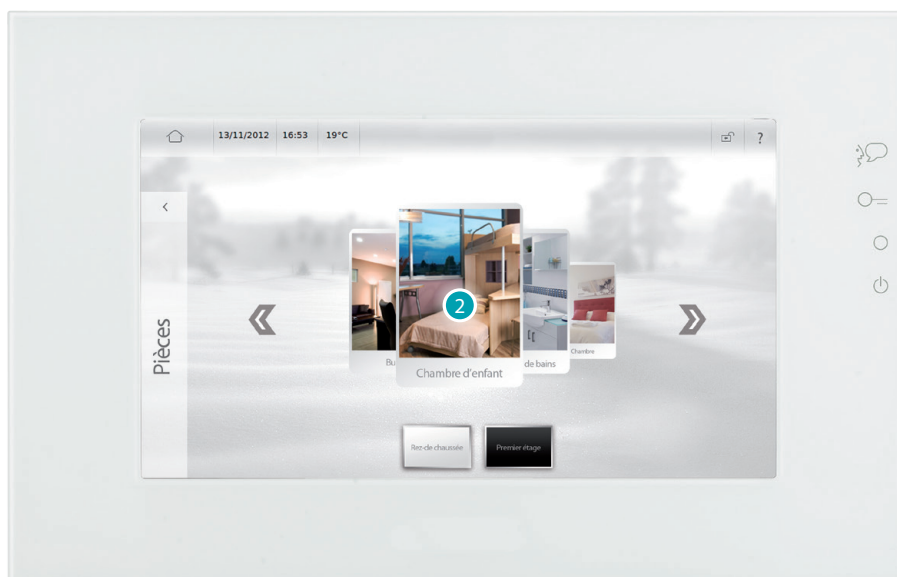 13/11/2012 16:53 19°C ?
Pièces
Bu
Chambre d'enfant
de bains
Chambre
2
Rez-de chaussée
Premier étage